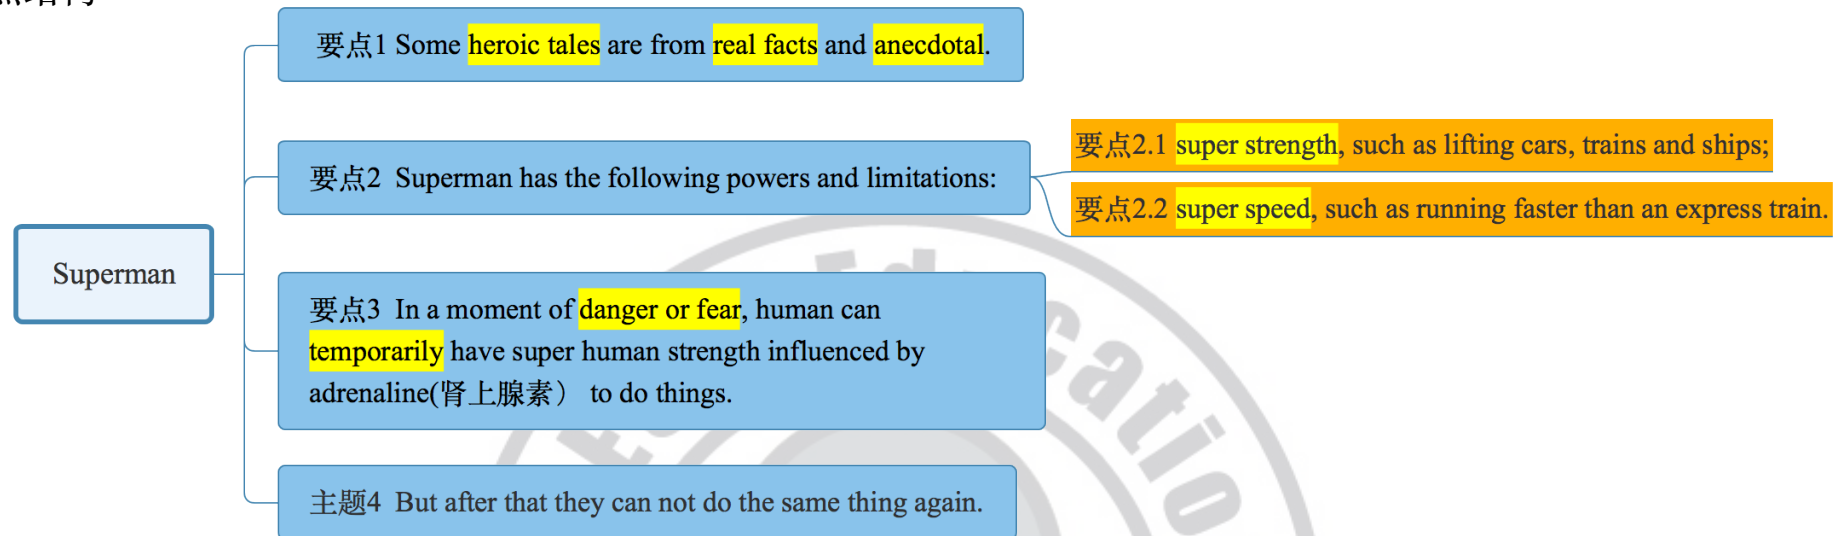 要点1 Some heroic tales are from real facts and anecdotal.
要点2 Superman has the following powers and limitations:
要点2.1 super strength, such as lifting cars, trains and ships;
要点2.2 super speed, such as running faster than an express train.
Superman
要点3 In a moment of danger or fear, human can
temporarily have super human strength influenced by
adrenaline(肾上腺素） to do things.
主题4 But after that they can not do the same thing again.